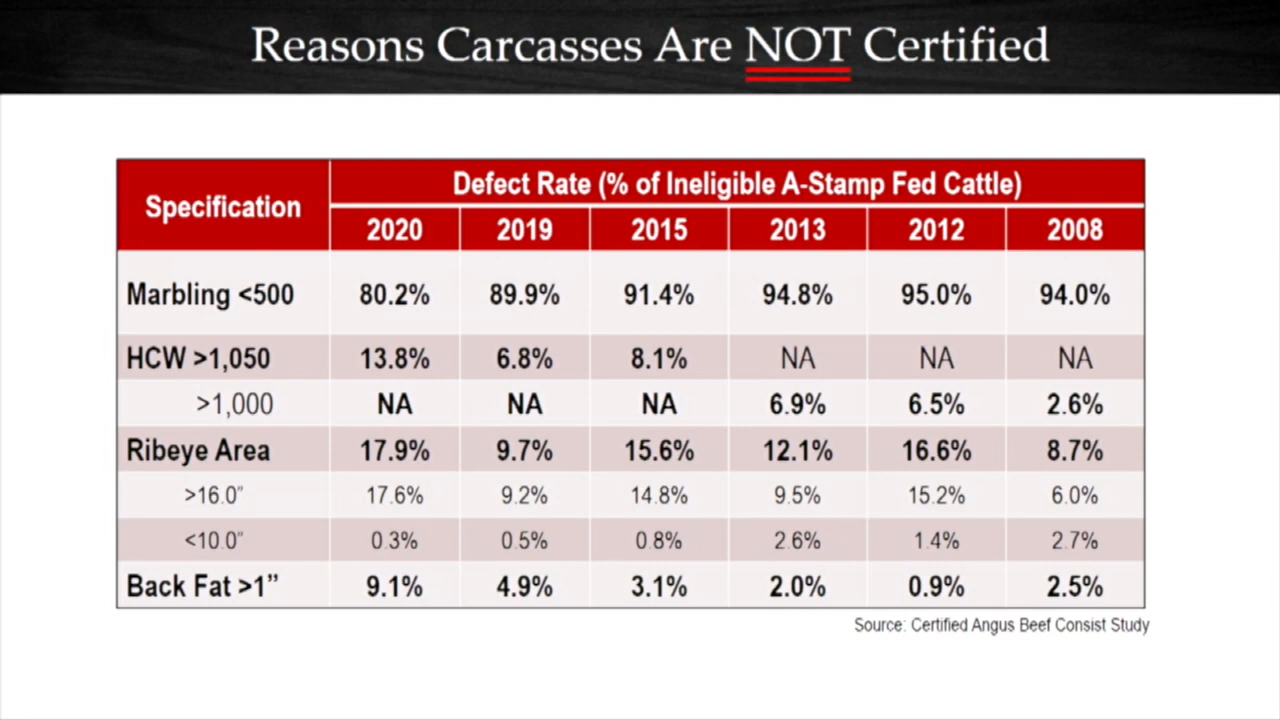 Reasons Carcasses Are NOT Certified
Specification
Defect Rate (% of Ineligible A-Stamp Fed Cattle)
2020 2019 2015 2013 2012 2008
Marbling <500 80.2% 89.9% 91.4% 94.8% 95.0% 94.0%
HCW >1,050 13.8% 6.8% 8.1% NA NA NA
>1,000 NA NA NA 6.9% 6.5% 2.6%
Ribeye Area 17.9% 9.7% 15.6% 12.1% 16.6% 8.7%
>16.0” 17.6% 9.2% 14.8% 9.5% 15.2% 6.0%
<10.0” 0.3% 0.5% 0.8% 2.6% 1.4% 2.7%
Back Fat >1” 9.1% 4.9% 3.1% 2.0% 0.9% 2.5%
Source: Certified Angus Beef Consist Study